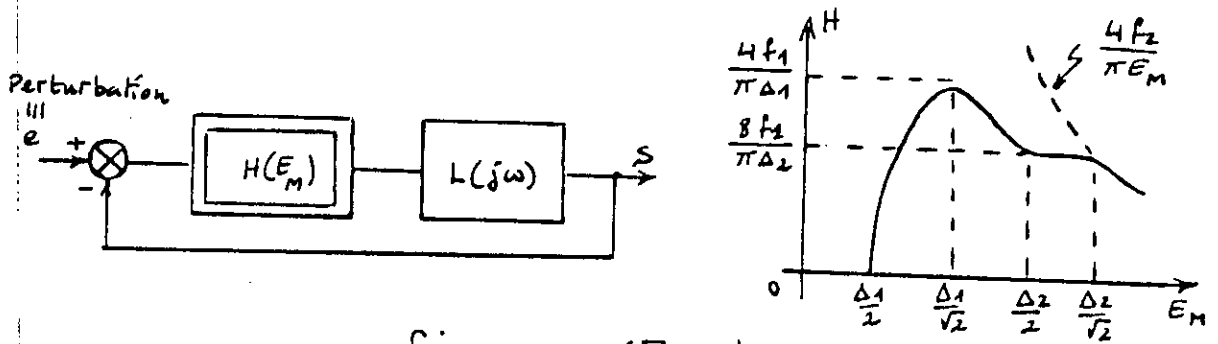 Perturbation
e
+
-
H(E_M)
L(jω)
S
H
4f₁/πΔ₁
8f₁/πΔ₂
4f₂/πE_M
0
Δ1/2
Δ1/√2
Δ2/2
Δ2/√2
E_M